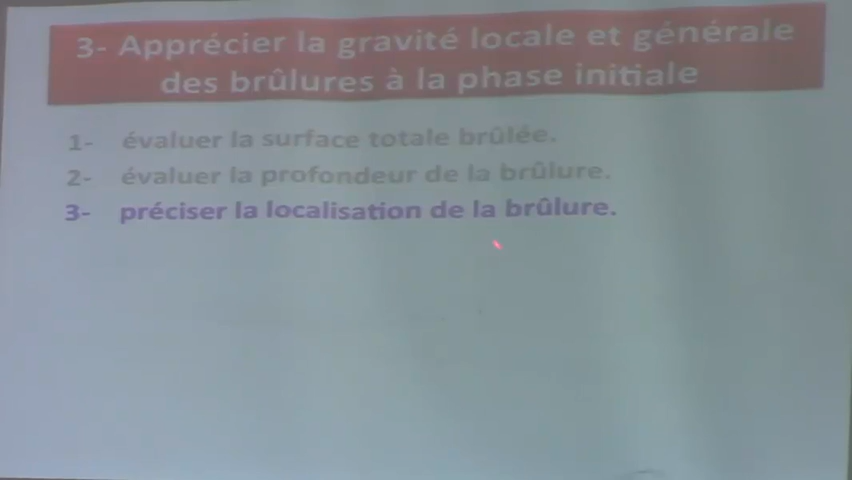 3- Apprécier la gravité locale et générale
des brûlures à la phase initiale
1- évaluer la surface totale brûlée.
2- évaluer la profondeur de la brûlure.
3- préciser la localisation de la brûlure.